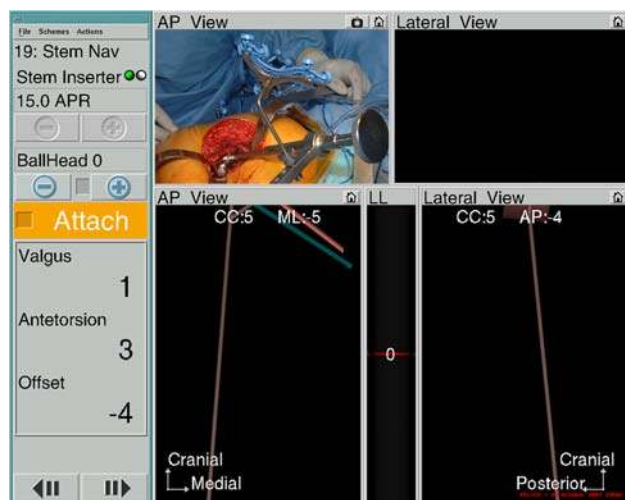 File Schemes Actions
19: Stem Nav
Stem Inserter
15.0 APR
BallHead 0
Attach
Valgus
1
Antetorsion
3
Offset
-4
AP View
Lateral View
AP View
CC:5 ML:-5
Cranial
Medial
LL
0
Lateral View
CC:5 AP:-4
Cranial
Posterior